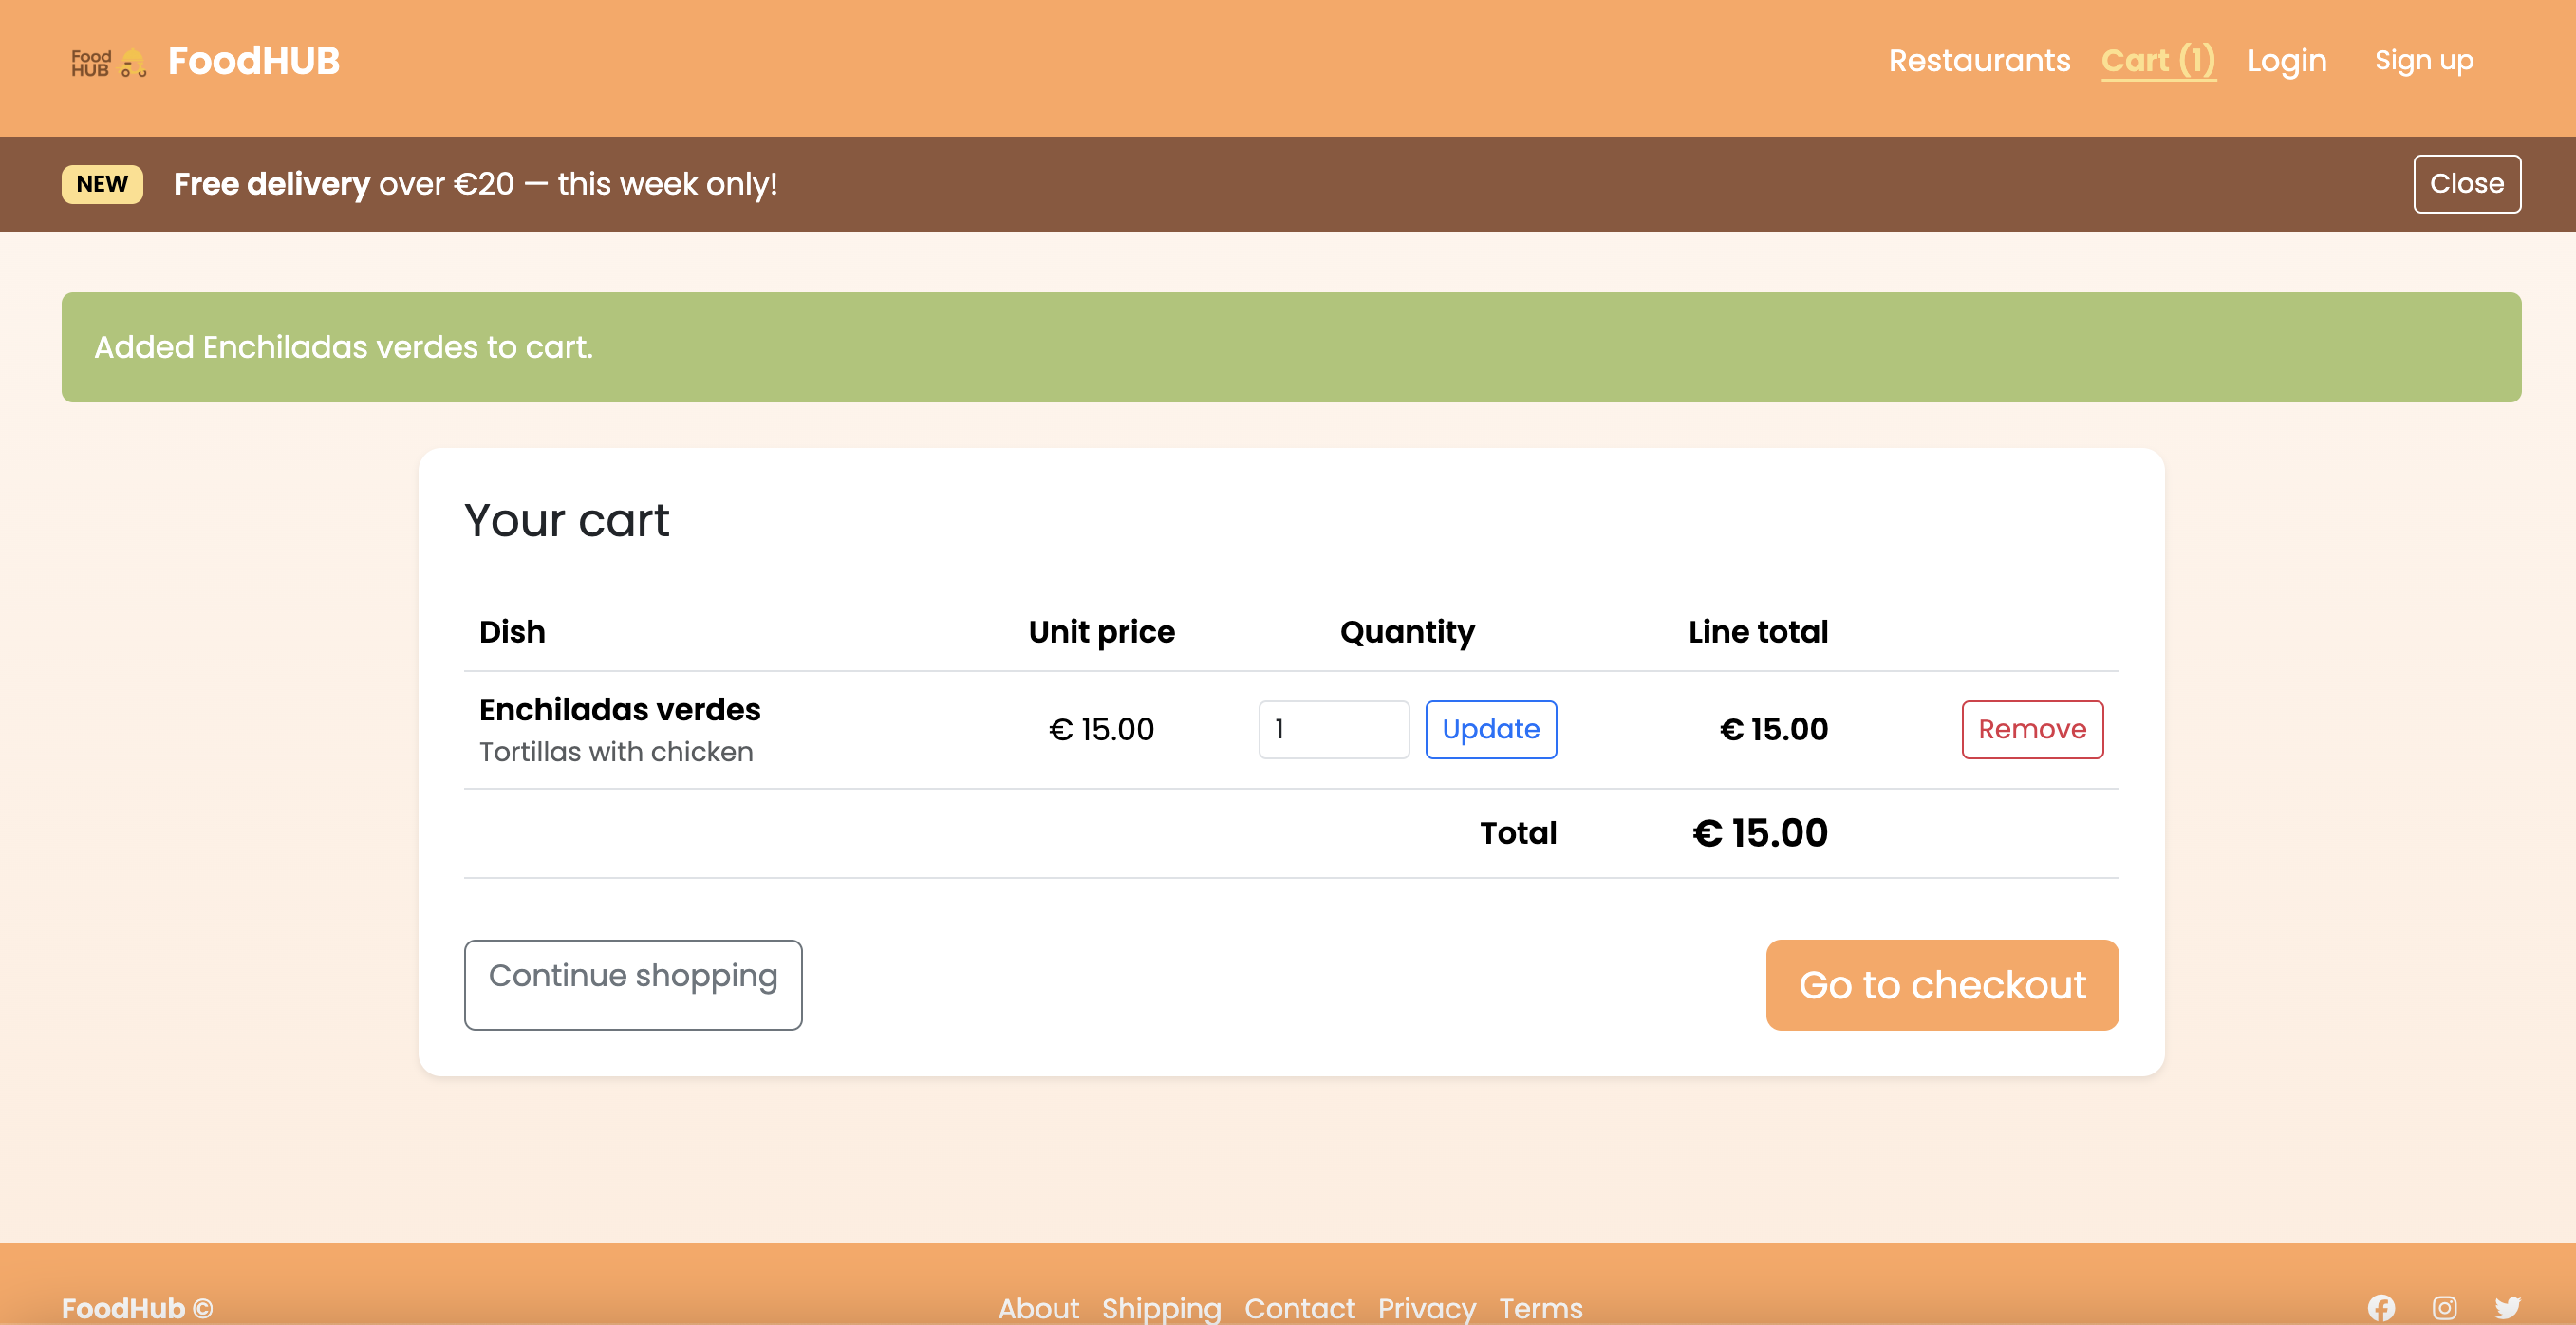 Food
HUB
FoodHUB
Restaurants Cart (1) Login Sign up
NEW Free delivery over €20 — this week only! Close
Added Enchiladas verdes to cart.
Your cart
Dish Unit price Quantity Line total
Enchiladas verdes
Tortillas with chicken
€ 15.00 1 Update € 15.00 Remove
Total € 15.00
Continue shopping Go to checkout
FoodHub © About Shipping Contact Privacy Terms